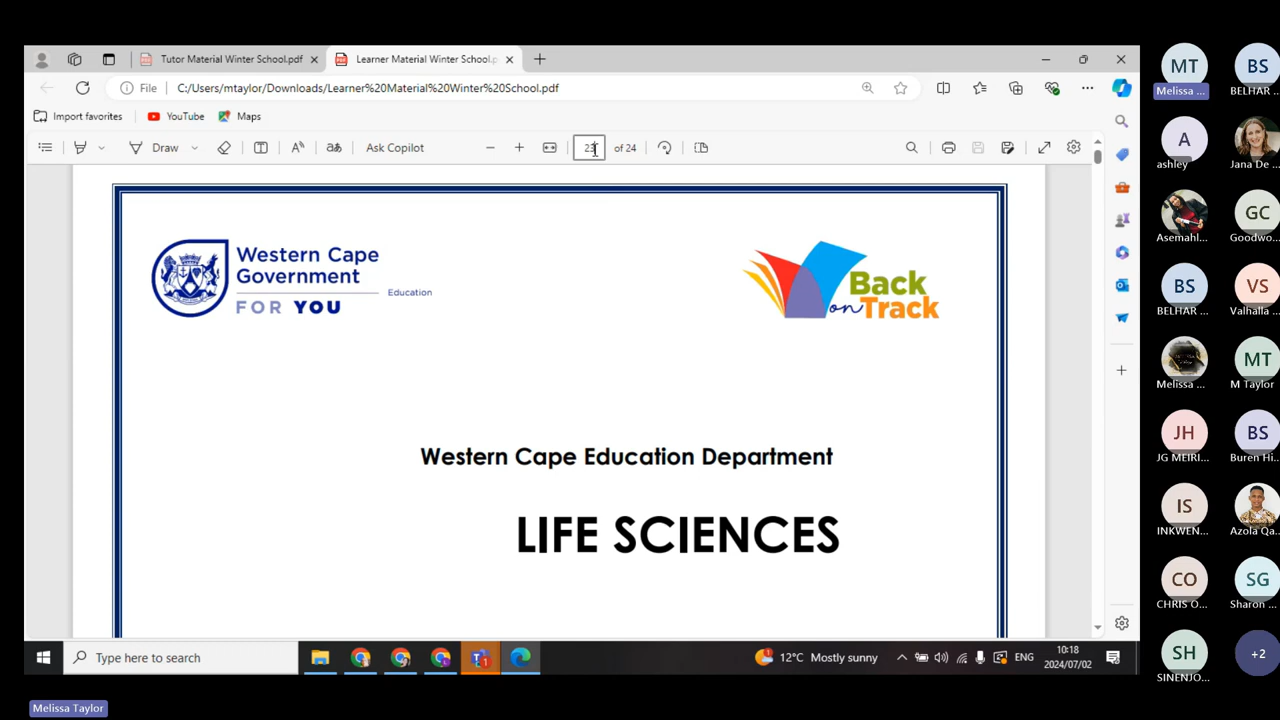 Tutor Material Winter School.pdf
Learner Material Winter School.p
File
C:/Users/mtaylor/Downloads/Learner%20Material%20Winter%20School.pdf
Import favorites
YouTube
Maps
Draw
Ask Copilot
23
of 24
Western Cape
Government
Education
FOR YOU
Back
on Track
Western Cape Education Department
LIFE SCIENCES
Type here to search
12°C Mostly sunny
ENG
10:18
2024/07/02
Melissa Taylor
MT
Melissa ...
BS
BELHAR ...
A
ashley
Jana De ...
Asemahl...
GC
Goodwo...
BS
BELHAR ...
VS
Valhalla ...
Melissa ...
MT
M Taylor
JH
JG MEIRI...
BS
Buren Hi...
IS
INKWEN...
Azola Qa...
CO
CHRIS O...
SG
Sharon ...
SH
SINENJO...
+2